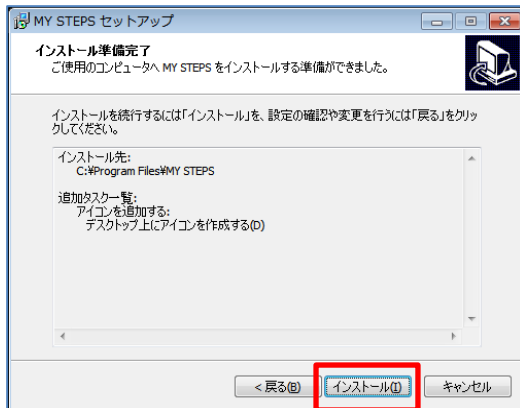 MY STEPS セットアップ
インストール準備完了
ご使用のコンピュータへ MY STEPS をインストールする準備ができました。
インストールを続行するには「インストール」を、設定の確認や変更を行うには「戻る」をクリッ
クしてください。
インストール先:
C:¥Program Files¥MY STEPS
追加タスク一覧:
アイコンを追加する:
デスクトップ上にアイコンを作成する(D)
< 戻る(B)
インストール(I)
キャンセル